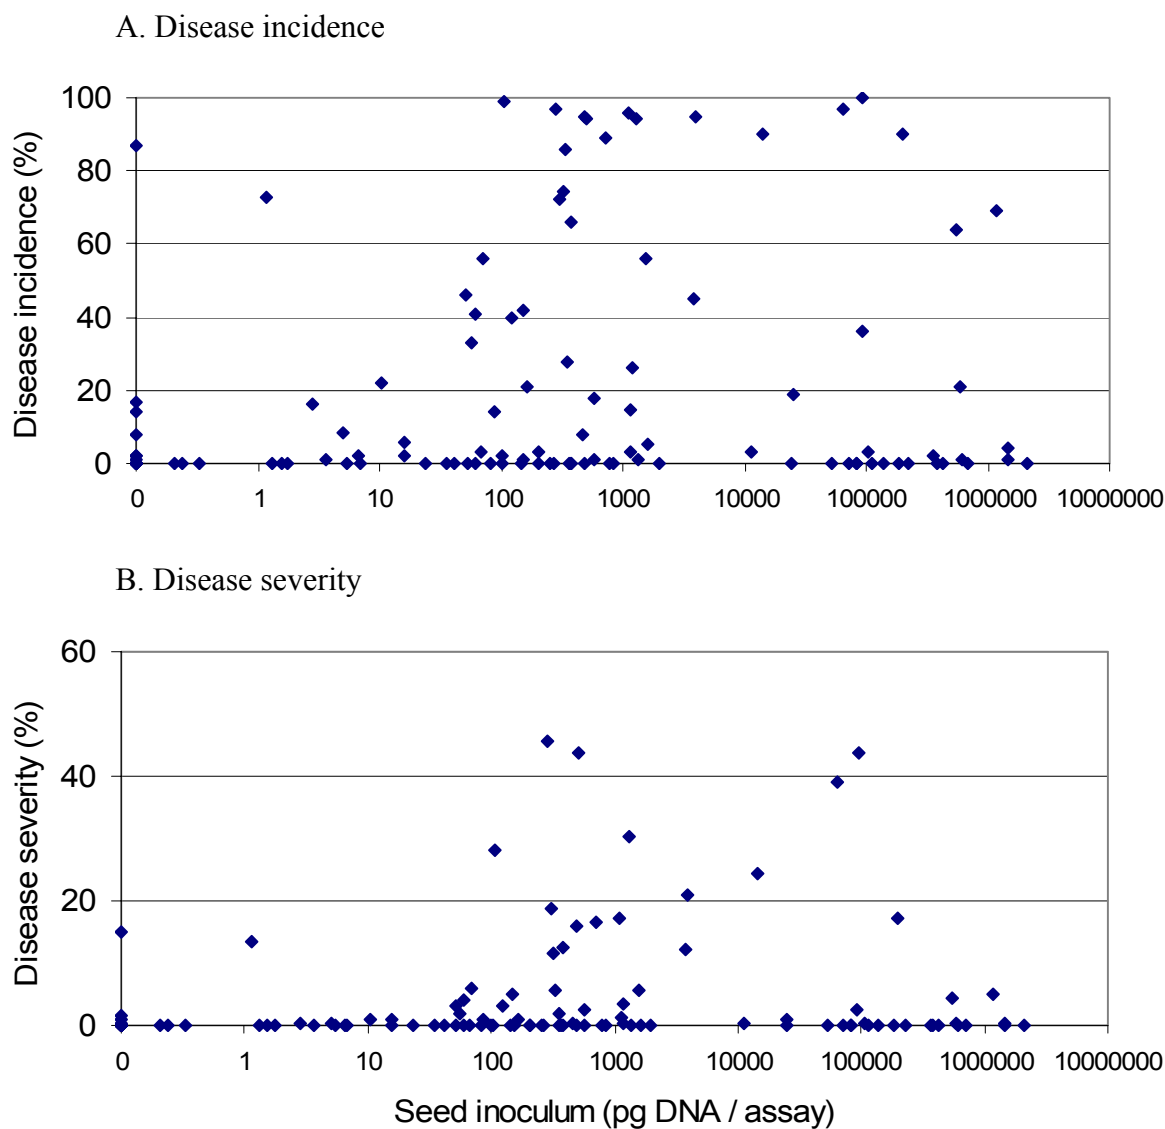 A. Disease incidence
Disease incidence (%)
100
80
60
40
20
0
0 1 10 100 1000 10000 100000 1000000 10000000
B. Disease severity
Disease severity (%)
60
40
20
0
0 1 10 100 1000 10000 100000 1000000 10000000
Seed inoculum (pg DNA / assay)